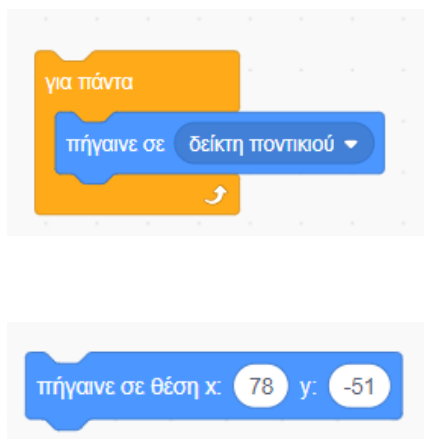 για πάντα
πήγαινε σε δείκτη ποντικιού
πήγαινε σε θέση x: 78 y: -51